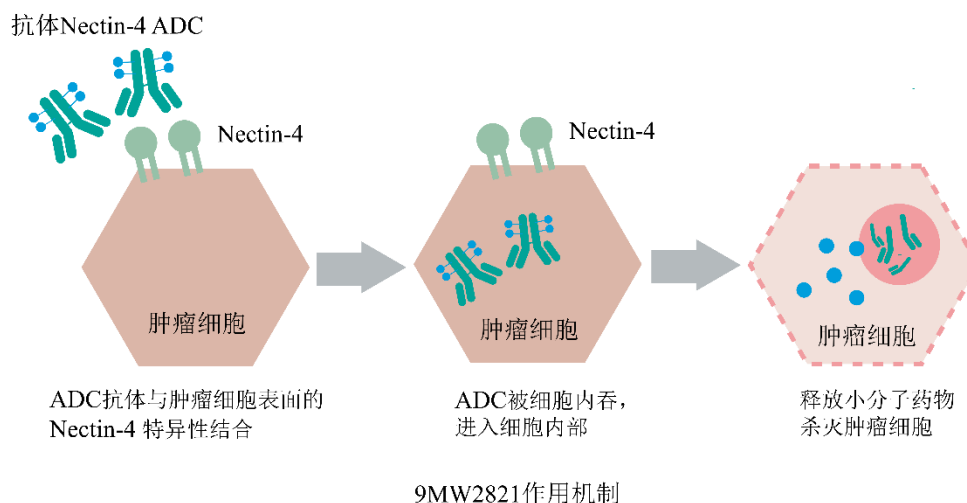 抗体Nectin-4 ADC
Nectin-4
Nectin-4
肿瘤细胞
肿瘤细胞
肿瘤细胞
ADC抗体与肿瘤细胞表面的
Nectin-4 特异性结合
ADC被细胞内吞，
进入细胞内部
释放小分子药物
杀灭肿瘤细胞
9MW2821作用机制